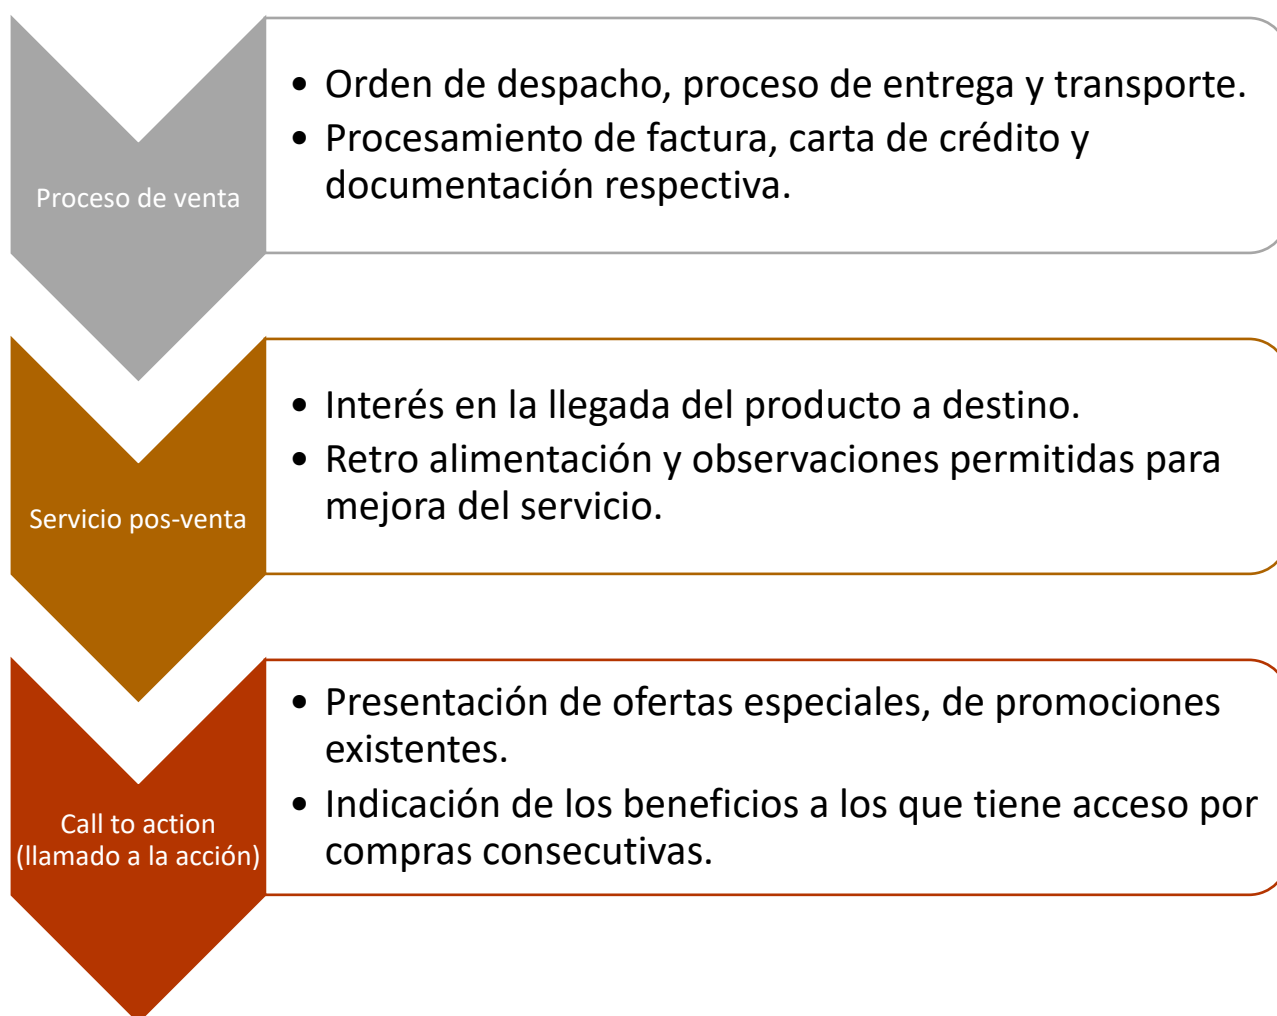 Proceso de venta
• Orden de despacho, proceso de entrega y transporte.
• Procesamiento de factura, carta de crédito y
documentación respectiva.
Servicio pos-venta
• Interés en la llegada del producto a destino.
• Retro alimentación y observaciones permitidas para
mejora del servicio.
Call to action
(llamado a la acción)
• Presentación de ofertas especiales, de promociones
existentes.
• Indicación de los beneficios a los que tiene acceso por
compras consecutivas.